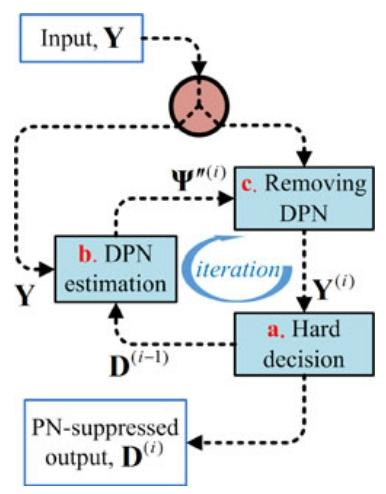 Input, Y
Ψ″⁽ⁱ⁾
c. Removing
DPN
b. DPN
estimation
iteration
Y
Y⁽ⁱ⁾
a. Hard
decision
D⁽ⁱ⁻¹⁾
PN-suppressed
output, D⁽ⁱ⁾